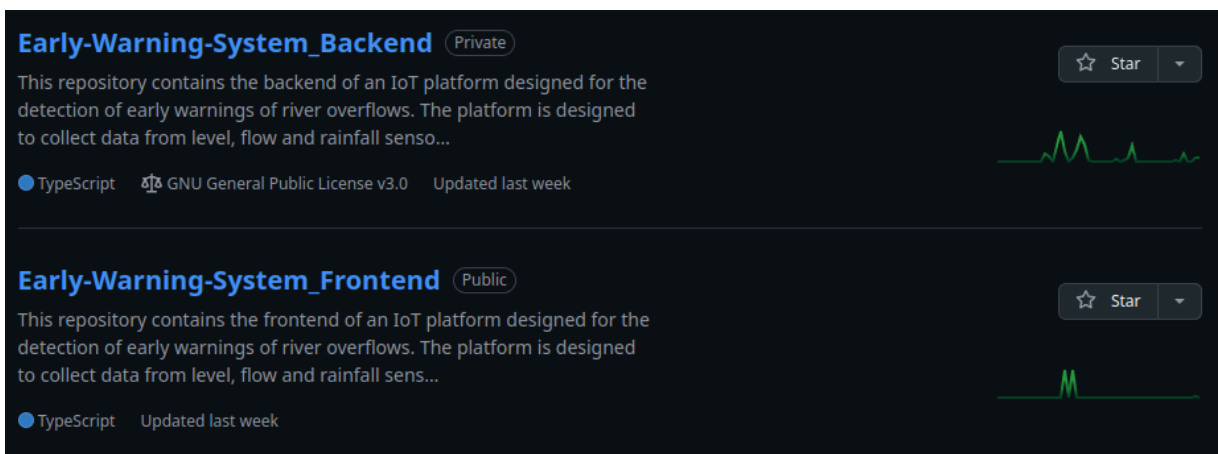 Early-Warning-System_Backend Private
Star
This repository contains the backend of an IoT platform designed for the
detection of early warnings of river overflows. The platform is designed
to collect data from level, flow and rainfall senso...
TypeScript GNU General Public License v3.0 Updated last week
Early-Warning-System_Frontend Public
Star
This repository contains the frontend of an IoT platform designed for the
detection of early warnings of river overflows. The platform is designed
to collect data from level, flow and rainfall sens...
TypeScript Updated last week